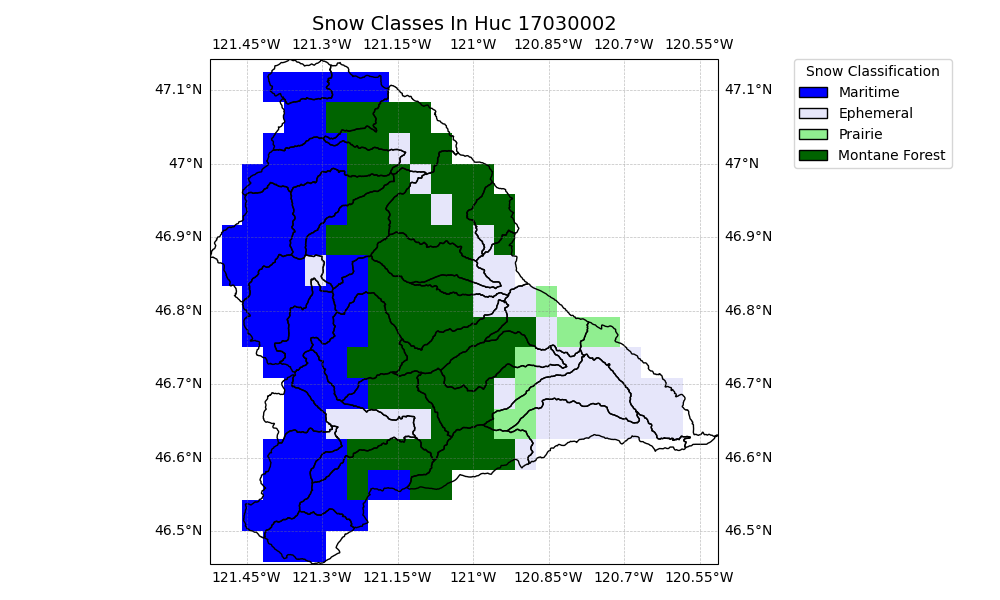 Snow Classes In Huc 17030002
121.45°W 121.3°W 121.15°W 121°W 120.85°W 120.7°W 120.55°W
47.1°N 47.1°N
47°N 47°N
46.9°N 46.9°N
46.8°N 46.8°N
46.7°N 46.7°N
46.6°N 46.6°N
46.5°N 46.5°N
121.45°W 121.3°W 121.15°W 121°W 120.85°W 120.7°W 120.55°W
Snow Classification
Maritime
Ephemeral
Prairie
Montane Forest